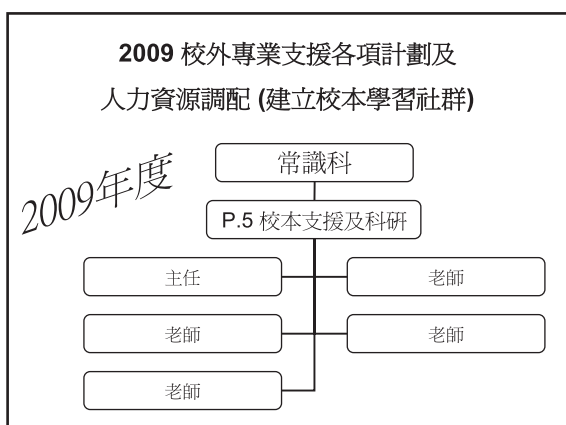 2009 校外專業支援各項計劃及
人力資源調配 (建立校本學習社群)
2009年度
常識科
P.5 校本支援及科研
主任
老師
老師
老師
老師